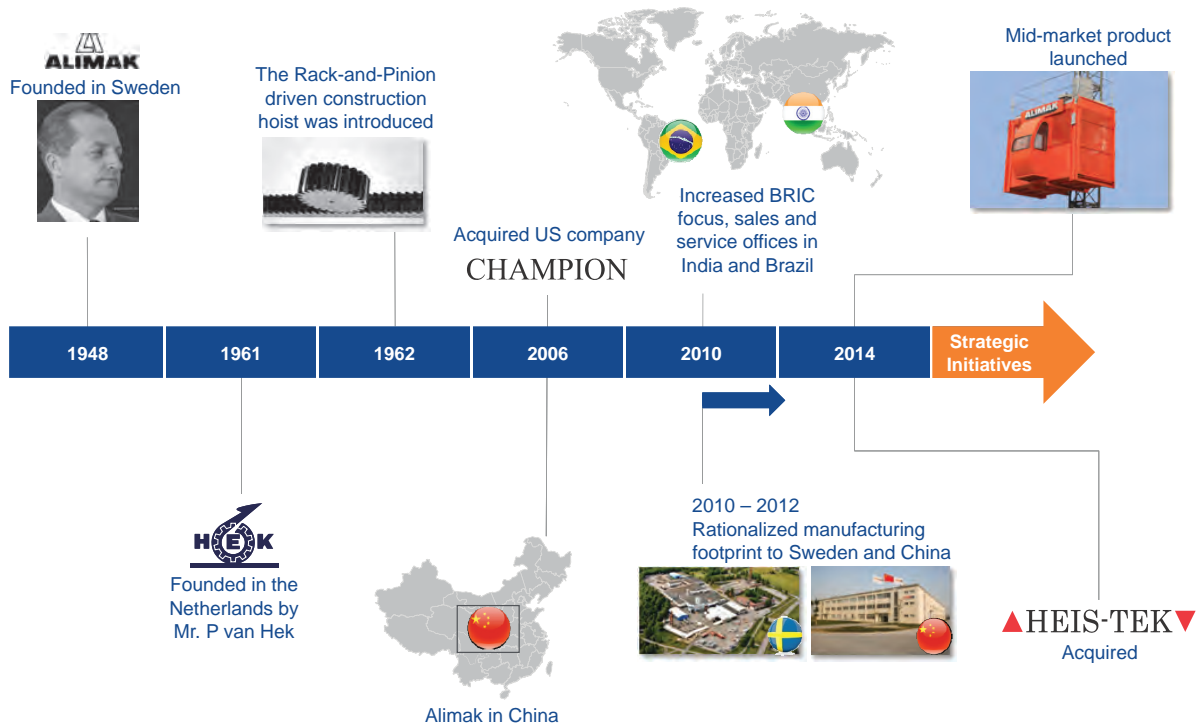 ALIMAK
Founded in Sweden
The Rack-and-Pinion
driven construction
hoist was introduced
Acquired US company
CHAMPION
Increased BRIC
focus, sales and
service offices in
India and Brazil
Mid-market product
launched
ALIMAK
1948
1961
1962
2006
2010
2014
Strategic
Initiatives
HEK
Founded in the
Netherlands by
Mr. P van Hek
Alimak in China
2010 – 2012
Rationalized manufacturing
footprint to Sweden and China
▲HEIS-TEK▼
Acquired